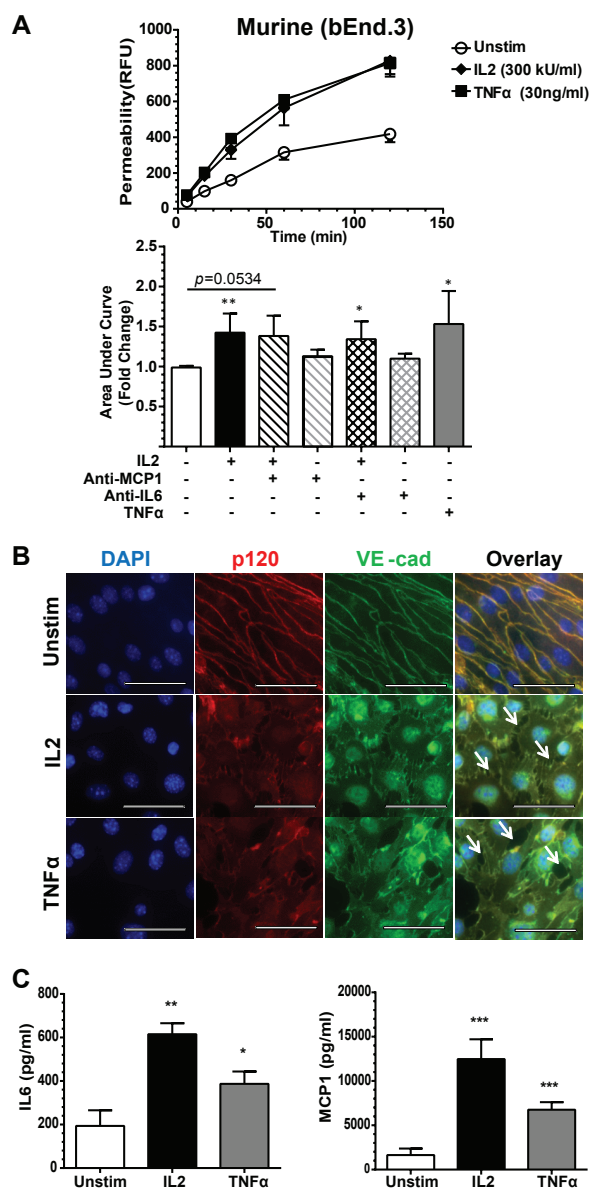 A
Murine (bEnd.3)
Unstim
IL2 (300 kU/ml)
TNFα (30ng/ml)
Permeability(RFU)
1000
800
600
400
200
0
0 50 100 150
Time (min)
Area Under Curve
(Fold Change)
2.5
2.0
1.5
1.0
p=0.0534
** * *
IL2 - + + - + - -
Anti-MCP1 - - + + - - -
Anti-IL6 - - - - + + -
TNFα - - - - - - +
B
DAPI p120 VE -cad Overlay
Unstim
IL2
TNFα
C
IL6 (pg/ml)
800
600
400
200
0
** *
Unstim IL2 TNFα
MCP1 (pg/ml)
20000
15000
10000
5000
0
*** ***
Unstim IL2 TNFα